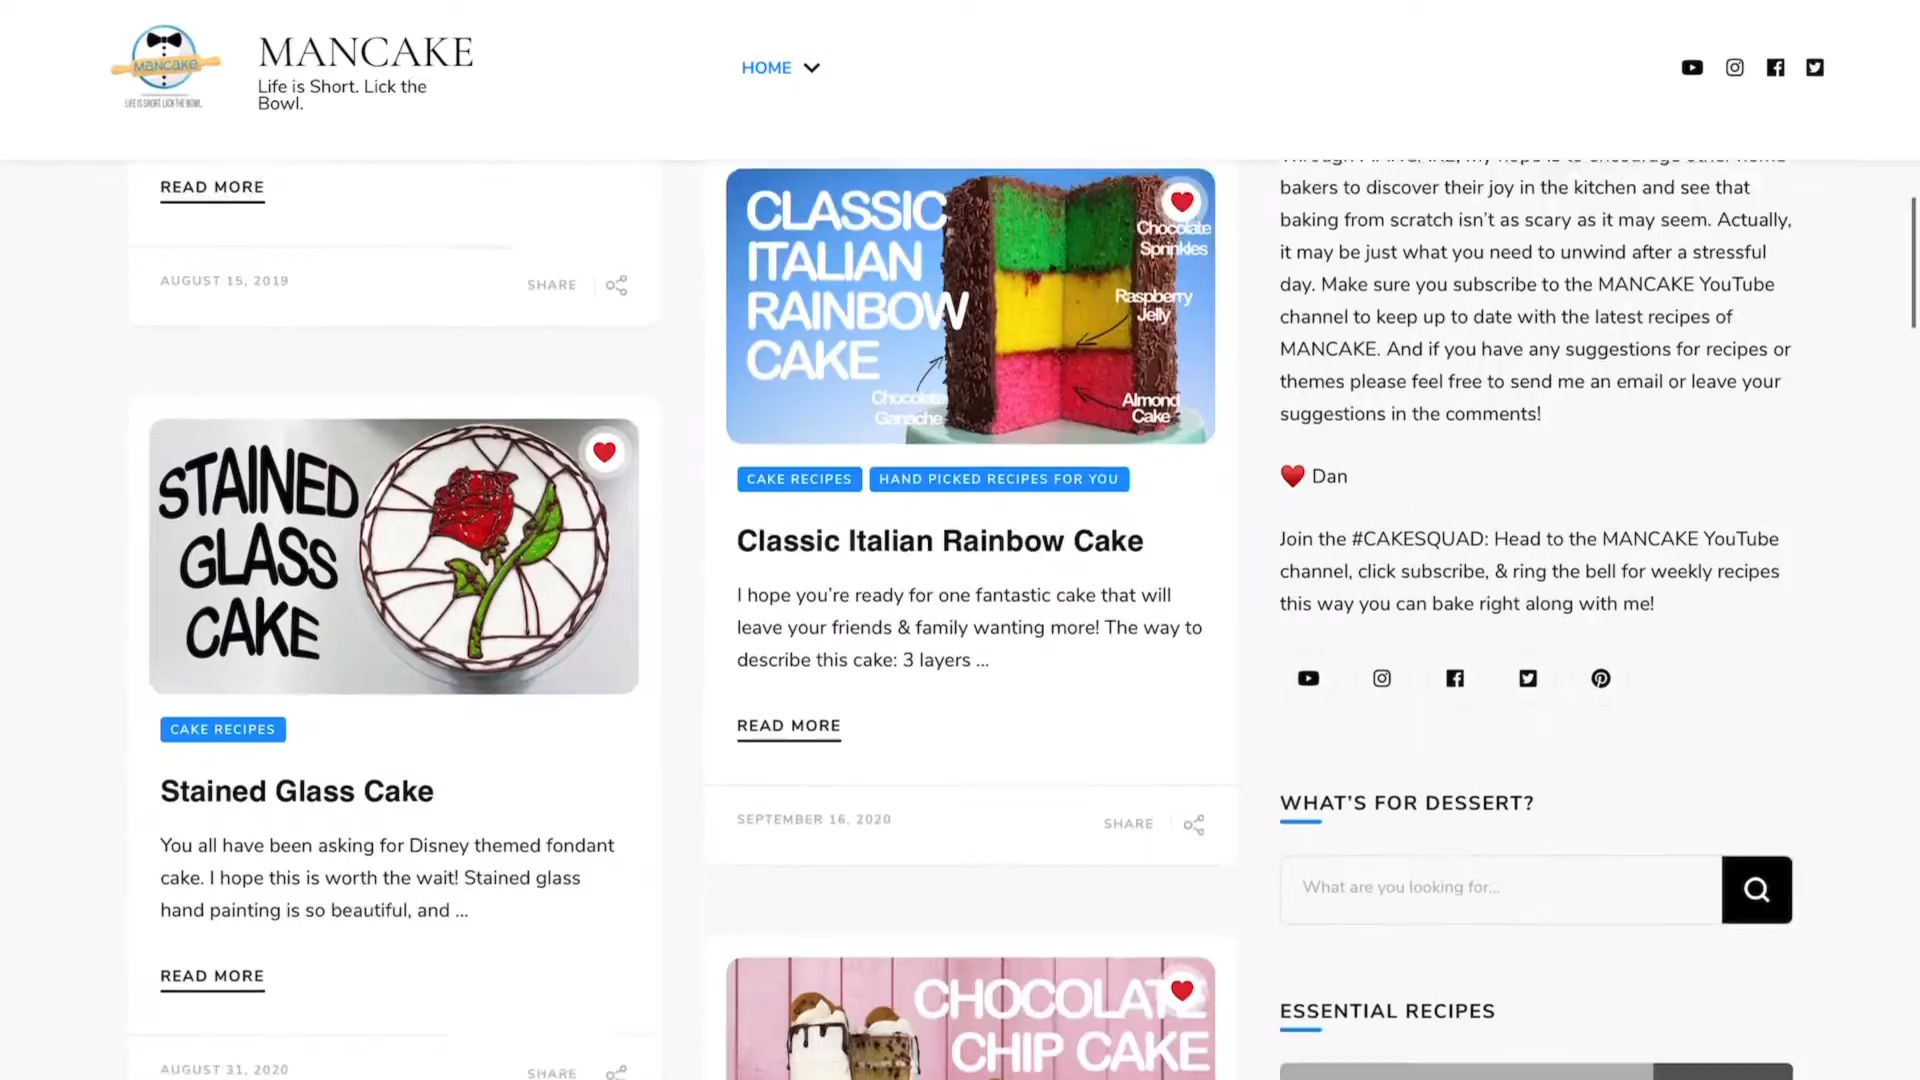 MANCAKE
LIFE IS SHORT. LICK THE BOWL.
MANCAKE
Life is Short. Lick the
Bowl.
HOME
READ MORE
AUGUST 15, 2019
SHARE
STAINED
GLASS
CAKE
CAKE RECIPES
Stained Glass Cake
You all have been asking for Disney themed fondant
cake. I hope this is worth the wait! Stained glass
hand painting is so beautiful, and ...
READ MORE
AUGUST 31, 2020
SHARE
CLASSIC
ITALIAN
RAINBOW
CAKE
Chocolate
Sprinkles
Raspberry
Jelly
Chocolate
Ganache
Almond
Cake
CAKE RECIPES
HAND PICKED RECIPES FOR YOU
Classic Italian Rainbow Cake
I hope you’re ready for one fantastic cake that will
leave your friends & family wanting more! The way to
describe this cake: 3 layers ...
READ MORE
SEPTEMBER 16, 2020
SHARE
CHOCOLATE
CHIP CAKE
bakers to discover their joy in the kitchen and see that
baking from scratch isn’t as scary as it may seem. Actually,
it may be just what you need to unwind after a stressful
day. Make sure you subscribe to the MANCAKE YouTube
channel to keep up to date with the latest recipes of
MANCAKE. And if you have any suggestions for recipes or
themes please feel free to send me an email or leave your
suggestions in the comments!
Dan
Join the #CAKESQUAD: Head to the MANCAKE YouTube
channel, click subscribe, & ring the bell for weekly recipes
this way you can bake right along with me!
WHAT’S FOR DESSERT?
What are you looking for...
ESSENTIAL RECIPES